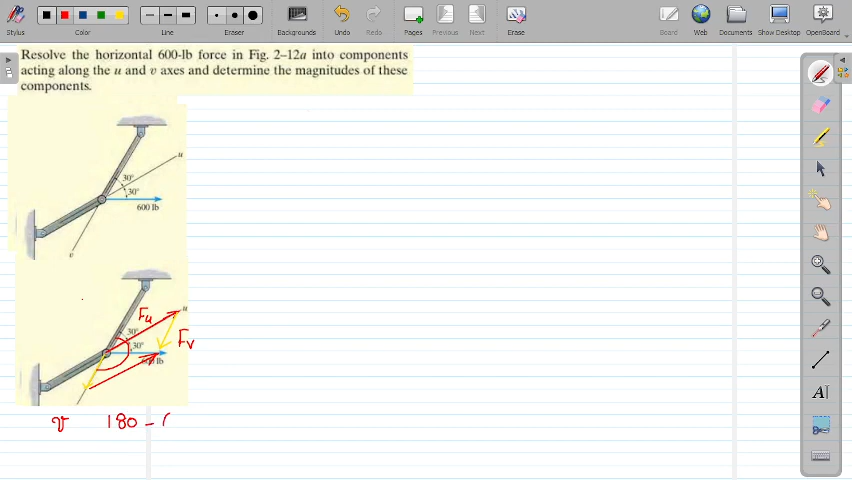 Stylus
Colour
Line
Eraser
Backgrounds
Undo
Redo
Pages
Previous
Next
Erase
Board
Web
Documents
Show Desktop
OpenBoard
Resolve the horizontal 600-lb force in Fig. 2–12a into components
acting along the u and v axes and determine the magnitudes of these
components.
u
30°
30°
600 lb
v
u
Fu
30°
Fv
30°
600 lb
v 180 - (
A